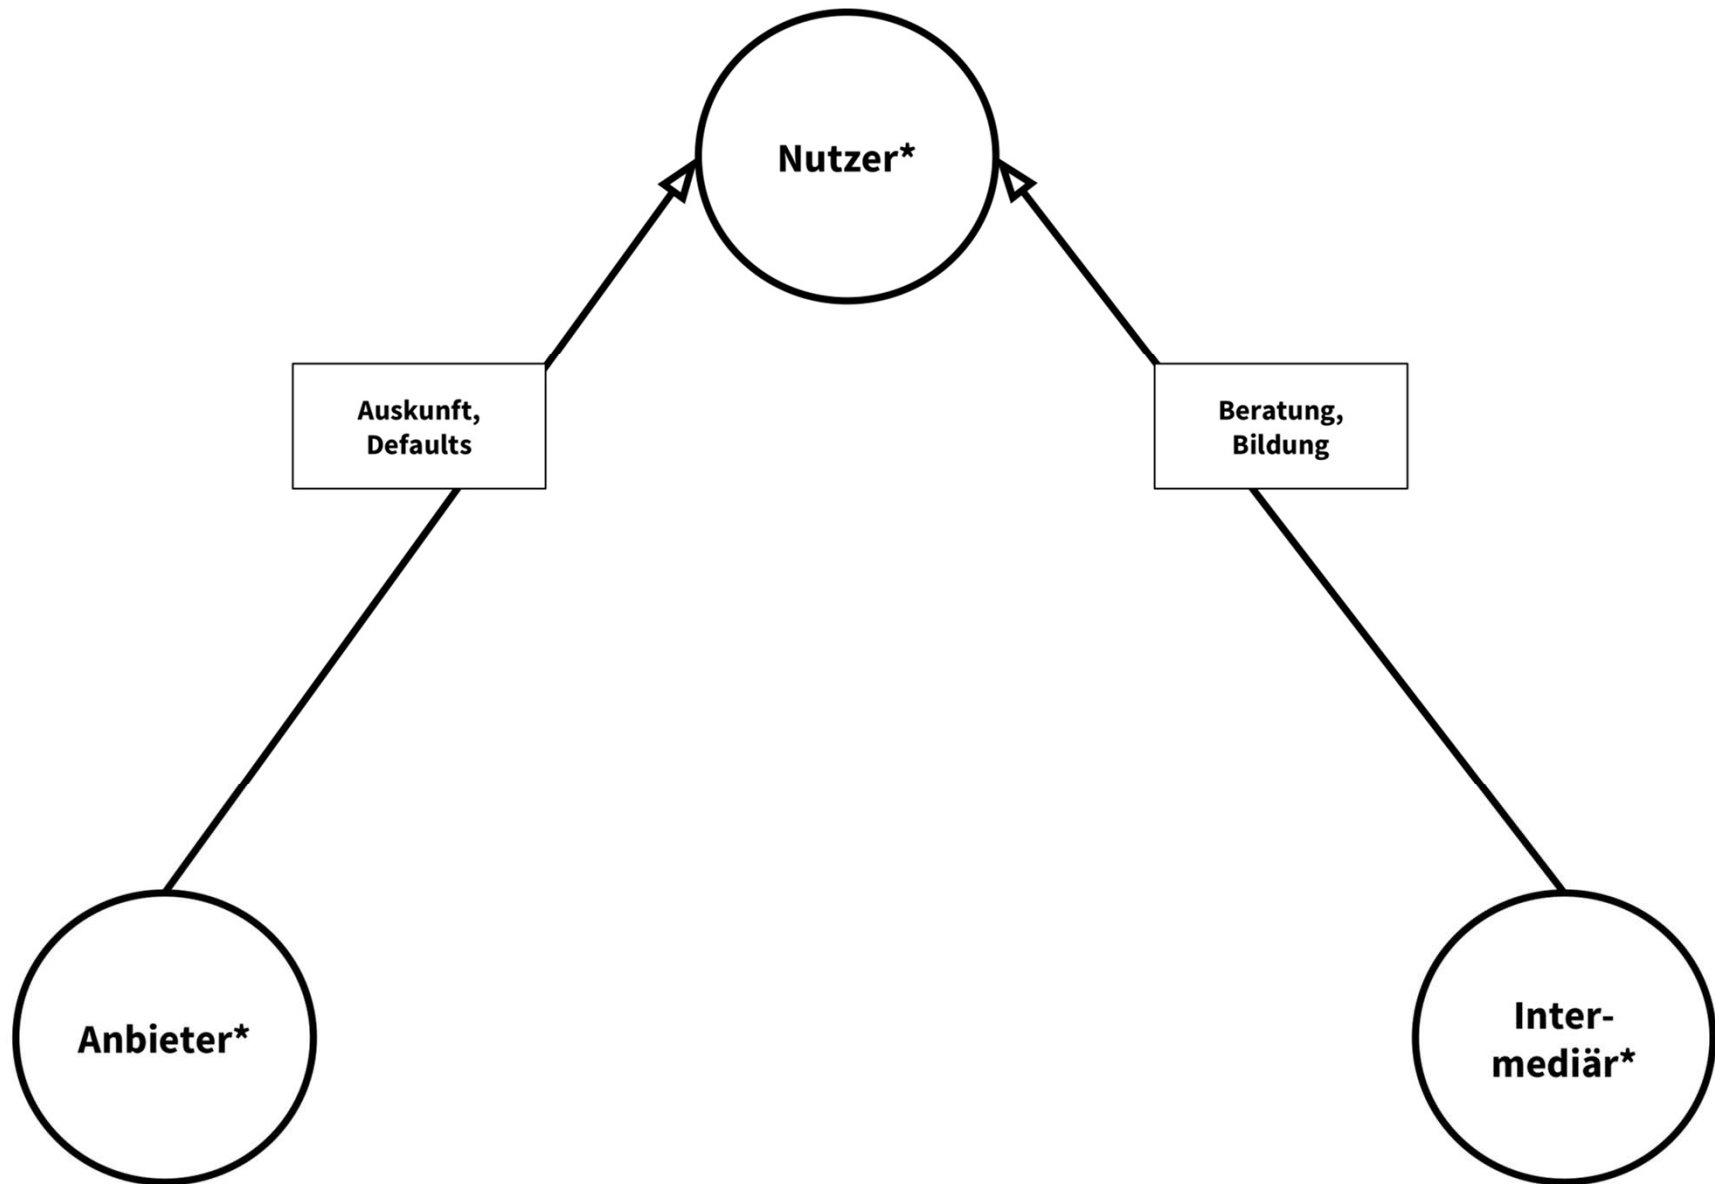 Nutzer*
Auskunft,
Defaults
Beratung,
Bildung
Anbieter*
Inter-
mediär*